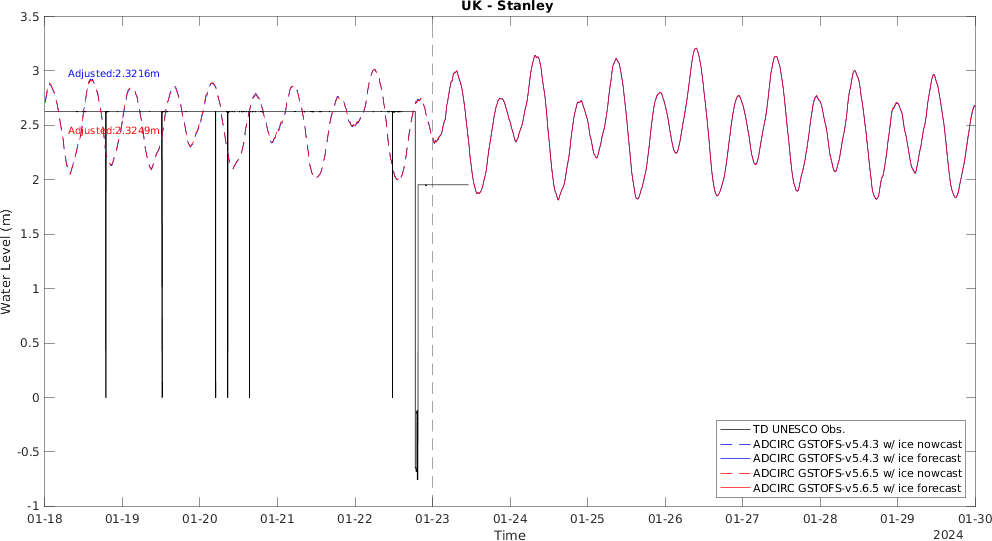 UK - Stanley
3.5
3
2.5
2
1.5
1
0.5
0
-0.5
-1
Water Level (m)
Adjusted:2.3216m
Adjusted:2.3249m
TD UNESCO Obs.
ADCIRC GSTOFS-v5.4.3 w/ ice nowcast
ADCIRC GSTOFS-v5.4.3 w/ ice forecast
ADCIRC GSTOFS-v5.6.5 w/ ice nowcast
ADCIRC GSTOFS-v5.6.5 w/ ice forecast
01-18 01-19 01-20 01-21 01-22 01-23 01-24 01-25 01-26 01-27 01-28 01-29 01-30
Time
2024